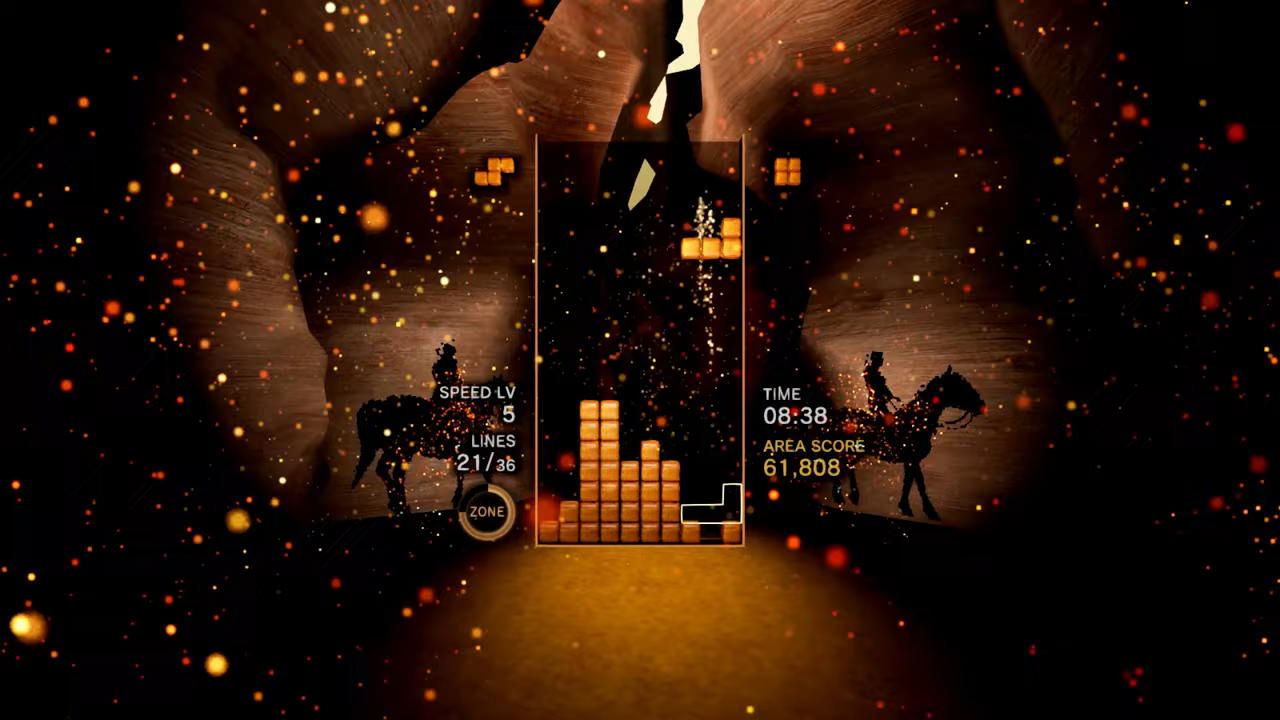 SPEED LV
5
LINES
21/36
ZONE
TIME
08:38
AREA SCORE
61,808